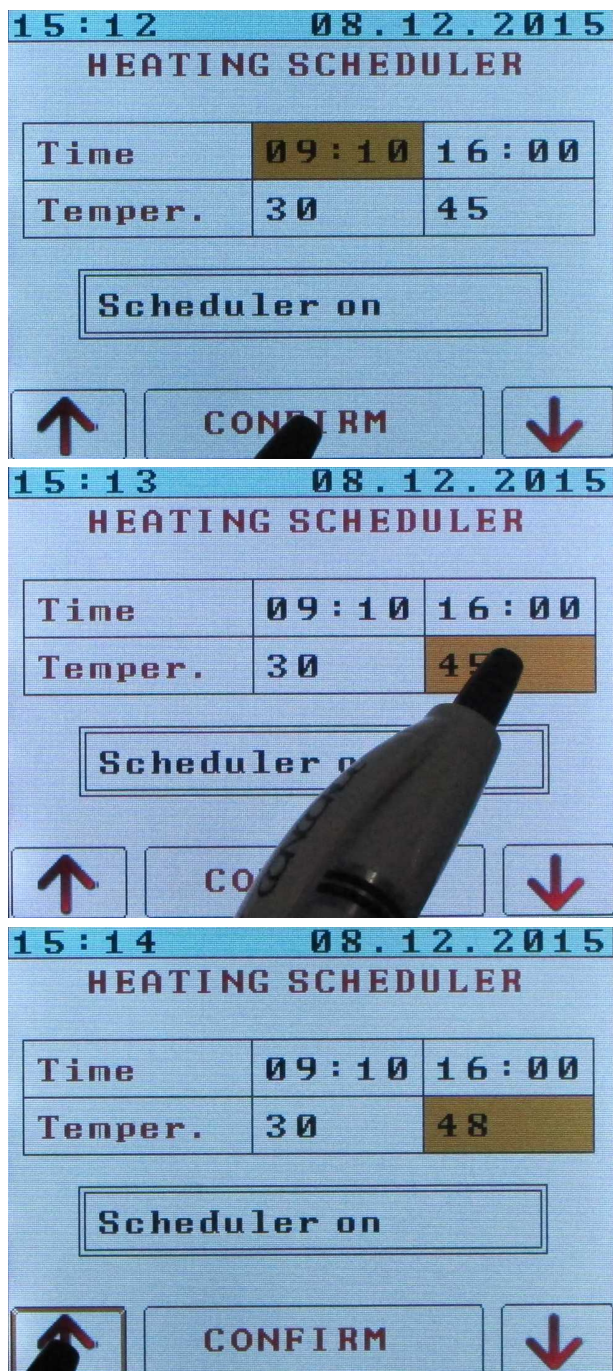 15:12 08.12.2015
HEATING SCHEDULER
Time 09:10 16:00
Temper. 30 45
Scheduler on
CONFIRM
15:13 08.12.2015
HEATING SCHEDULER
Time 09:10 16:00
Temper. 30 45
Scheduler
15:14 08.12.2015
HEATING SCHEDULER
Time 09:10 16:00
Temper. 30 48
Scheduler on
CONFIRM